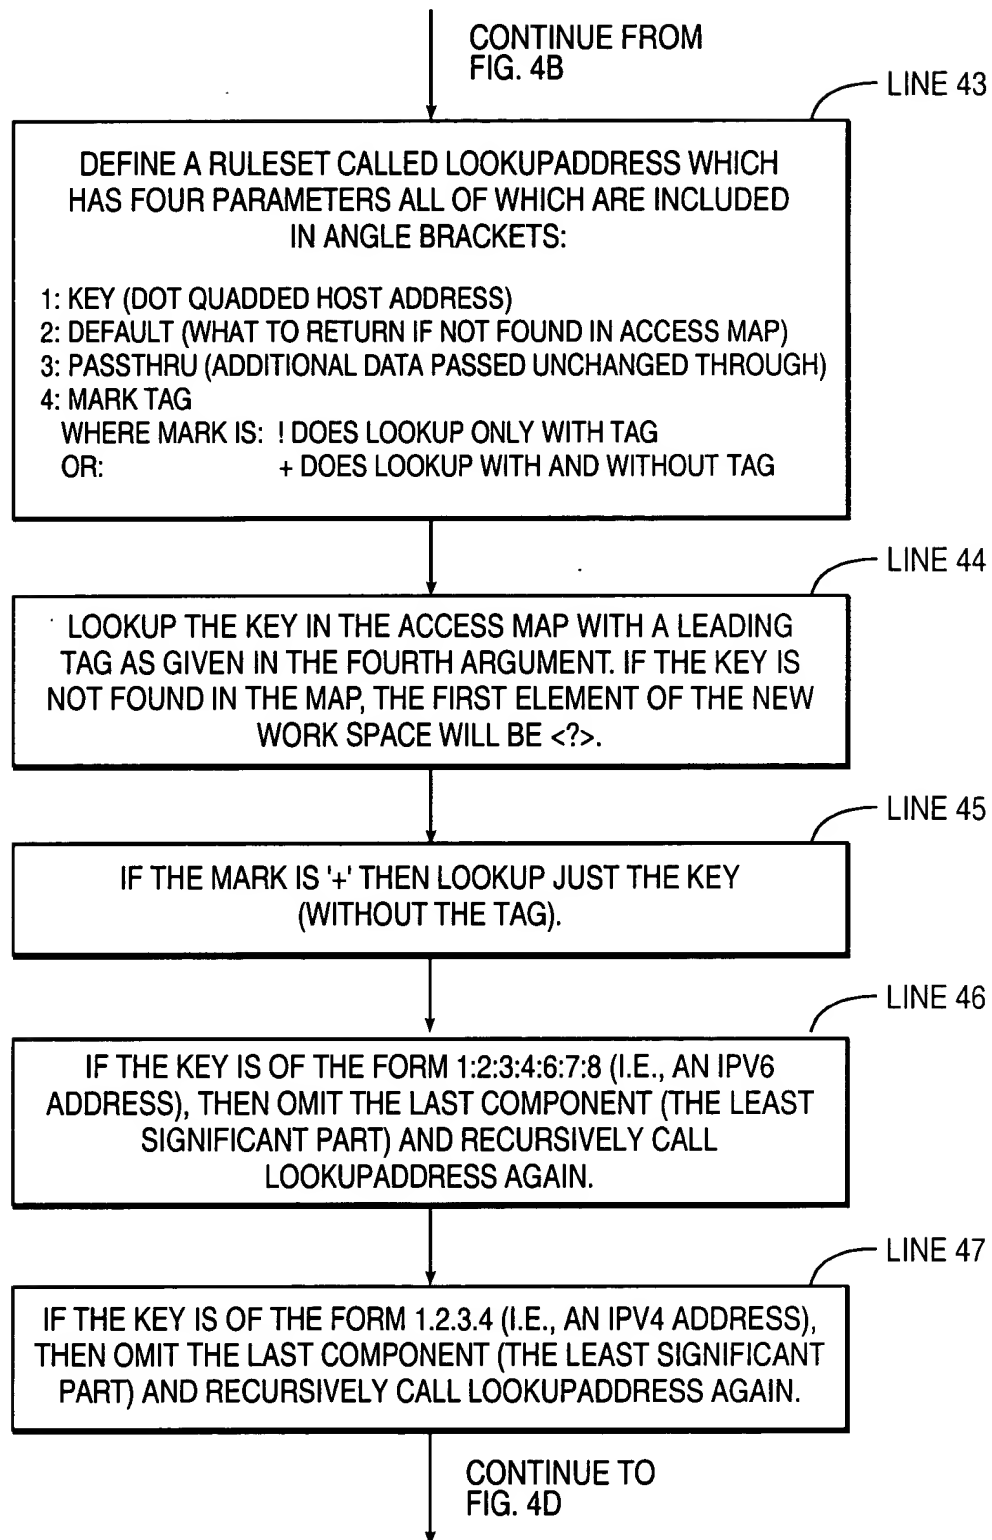 CONTINUE FROM
FIG. 4B
LINE 43
DEFINE A RULESET CALLED LOOKUPADDRESS WHICH
HAS FOUR PARAMETERS ALL OF WHICH ARE INCLUDED
IN ANGLE BRACKETS:
1: KEY (DOT QUADDED HOST ADDRESS)
2: DEFAULT (WHAT TO RETURN IF NOT FOUND IN ACCESS MAP)
3: PASSTHRU (ADDITIONAL DATA PASSED UNCHANGED THROUGH)
4: MARK TAG
WHERE MARK IS: ! DOES LOOKUP ONLY WITH TAG
OR: + DOES LOOKUP WITH AND WITHOUT TAG
LINE 44
LOOKUP THE KEY IN THE ACCESS MAP WITH A LEADING
TAG AS GIVEN IN THE FOURTH ARGUMENT. IF THE KEY IS
NOT FOUND IN THE MAP, THE FIRST ELEMENT OF THE NEW
WORK SPACE WILL BE <?>.
LINE 45
IF THE MARK IS '+' THEN LOOKUP JUST THE KEY
(WITHOUT THE TAG).
LINE 46
IF THE KEY IS OF THE FORM 1:2:3:4:6:7:8 (I.E., AN IPV6
ADDRESS), THEN OMIT THE LAST COMPONENT (THE LEAST
SIGNIFICANT PART) AND RECURSIVELY CALL
LOOKUPADDRESS AGAIN.
LINE 47
IF THE KEY IS OF THE FORM 1.2.3.4 (I.E., AN IPV4 ADDRESS),
THEN OMIT THE LAST COMPONENT (THE LEAST SIGNIFICANT
PART) AND RECURSIVELY CALL LOOKUPADDRESS AGAIN.
CONTINUE TO
FIG. 4D